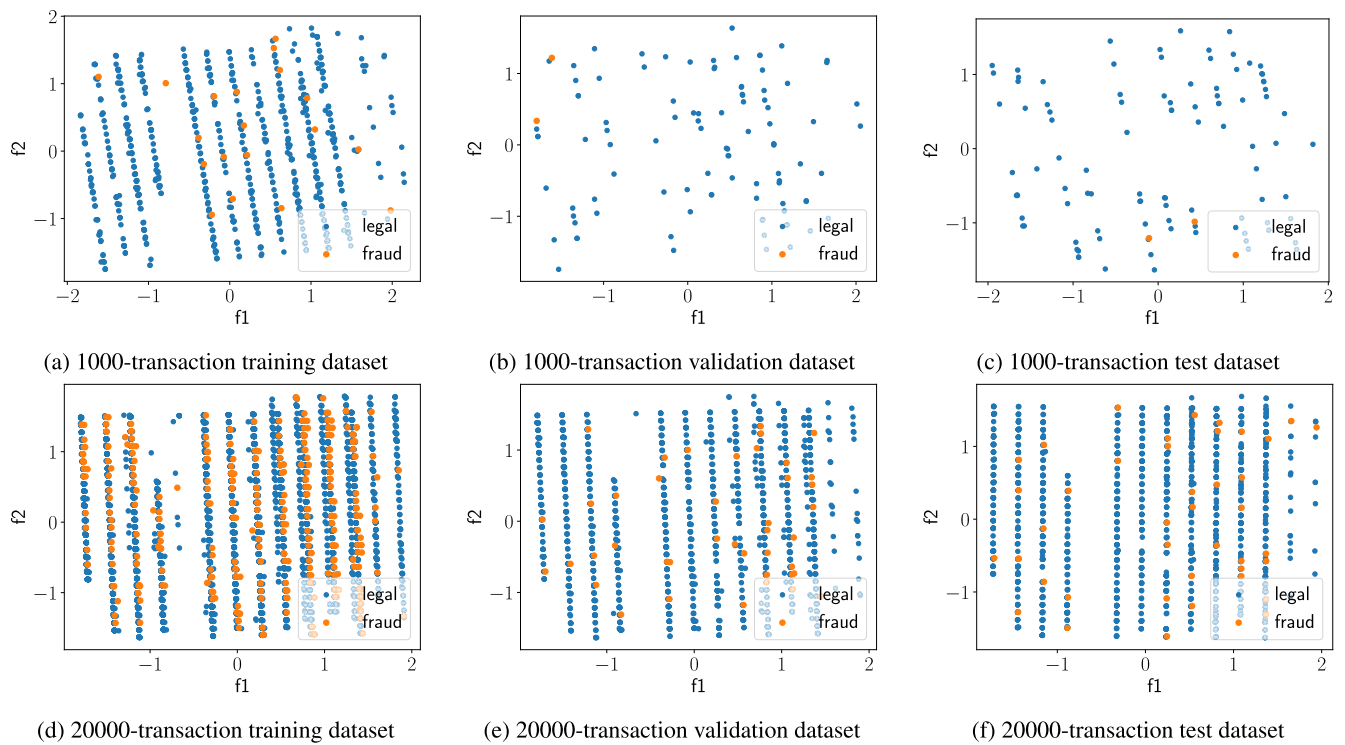 2
1
0
−1
−2 −1 0 1 2
f2
f1
legal
fraud
(a) 1000-transaction training dataset
1
0
−1
−1 0 1 2
f1
legal
fraud
(b) 1000-transaction validation dataset
1
0
−1
−2 −1 0 1 2
f2
f1
legal
fraud
(c) 1000-transaction test dataset
1
0
−1
−1 0 1 2
f2
f1
legal
fraud
(d) 20000-transaction training dataset
1
0
−1
−1 0 1 2
f2
f1
legal
fraud
(e) 20000-transaction validation dataset
1
0
−1
−1 0 1 2
f2
f1
legal
fraud
(f) 20000-transaction test dataset